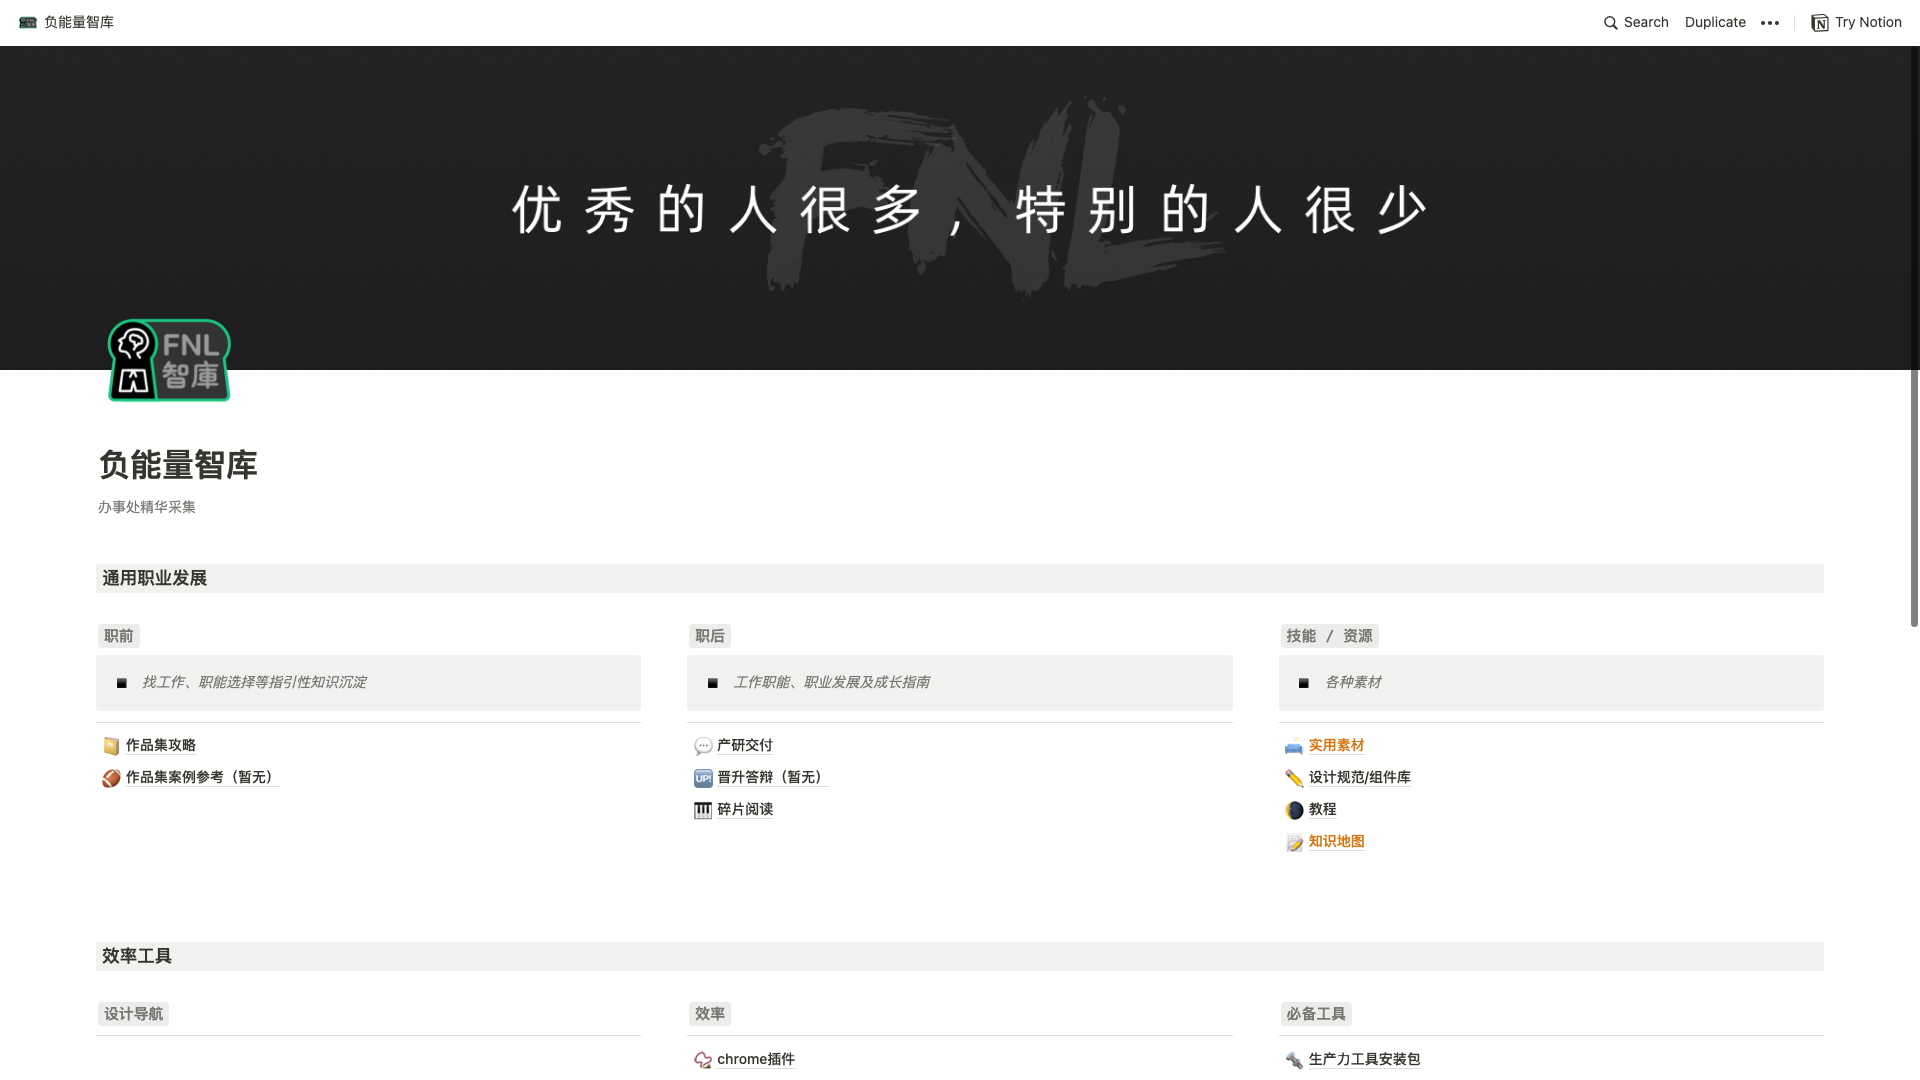 负能量智库
Search
Duplicate
Try Notion
FNL
优秀的人很多，特别的人很少
FNL
智庫
负能量智库
办事处精华采集
通用职业发展
职前
找工作、职能选择等指引性知识沉淀
作品集攻略
作品集案例参考（暂无）
职后
工作职能、职业发展及成长指南
产研交付
UP!
晋升答辩（暂无）
碎片阅读
技能 / 资源
各种素材
实用素材
设计规范/组件库
教程
知识地图
效率工具
设计导航
效率
chrome插件
必备工具
生产力工具安装包